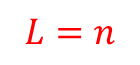 L = n